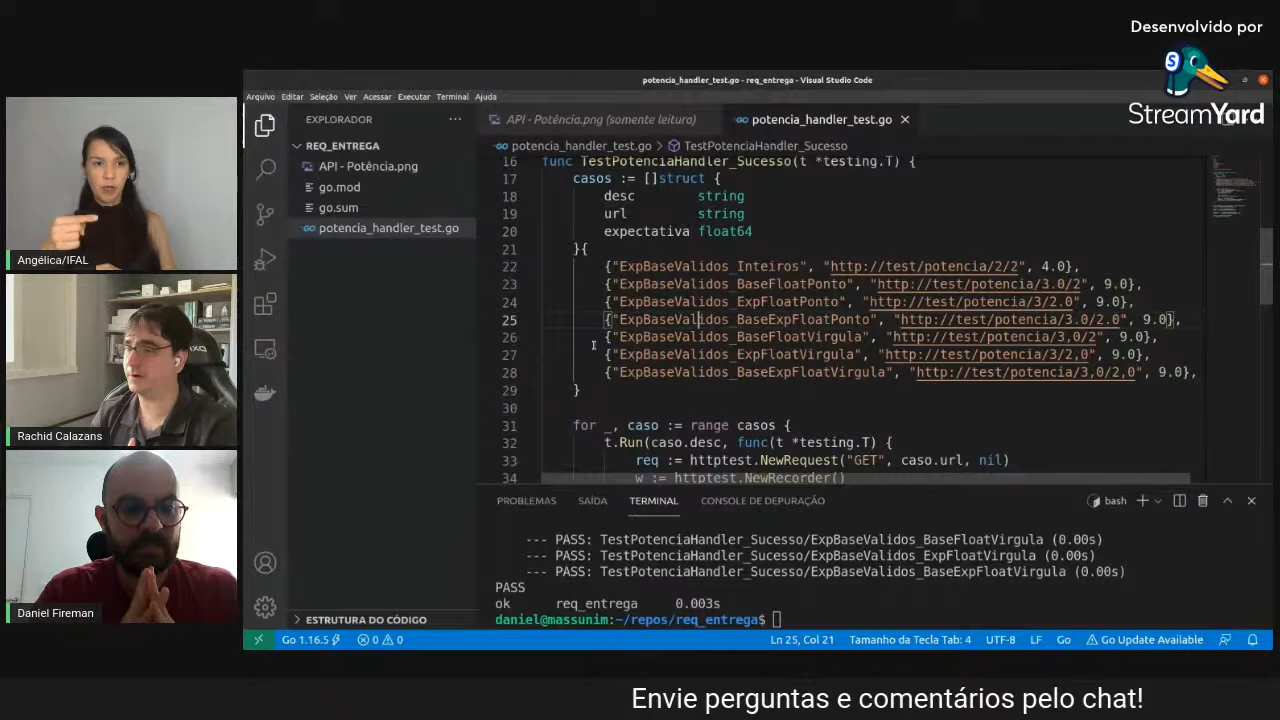 Desenvolvido por
StreamYard
potencia_handler_test.go - req_entrega - Visual Studio Code
Arquivo Editar Seleção Ver Acessar Executar Terminal Ajuda
EXPLORADOR
REQ_ENTREGA
API - Potência.png
go.mod
go.sum
potencia_handler_test.go
ESTRUTURA DO CÓDIGO
API - Potência.png (somente leitura)
potencia_handler_test.go
potencia_handler_test.go > TestPotenciaHandler_Sucesso
16 func TestPotenciaHandler_Sucesso(t *testing.T) {
17 casos := []struct {
18 desc string
19 url string
20 expectativa float64
21 }{
22 {"ExpBaseValidos_Inteiros", "http://test/potencia/2/2", 4.0},
23 {"ExpBaseValidos_BaseFloatPonto", "http://test/potencia/3.0/2", 9.0},
24 {"ExpBaseValidos_ExpFloatPonto", "http://test/potencia/3/2.0", 9.0},
25 {"ExpBaseValidos_BaseExpFloatPonto", "http://test/potencia/3.0/2.0", 9.0},
26 {"ExpBaseValidos_BaseFloatVirgula", "http://test/potencia/3,0/2", 9.0},
27 {"ExpBaseValidos_ExpFloatVirgula", "http://test/potencia/3/2,0", 9.0},
28 {"ExpBaseValidos_BaseExpFloatVirgula", "http://test/potencia/3,0/2,0", 9.0},
29 }
30
31 for _, caso := range casos {
32 t.Run(caso.desc, func(t *testing.T) {
33 req := httptest.NewRequest("GET", caso.url, nil)
34 w := httptest.NewRecorder()
PROBLEMAS SAÍDA TERMINAL CONSOLE DE DEPURAÇÃO bash
--- PASS: TestPotenciaHandler_Sucesso/ExpBaseValidos_BaseFloatVirgula (0.00s)
--- PASS: TestPotenciaHandler_Sucesso/ExpBaseValidos_ExpFloatVirgula (0.00s)
--- PASS: TestPotenciaHandler_Sucesso/ExpBaseValidos_BaseExpFloatVirgula (0.00s)
PASS
ok req_entrega 0.003s
daniel@massunim:~/repos/req_entrega$
Go 1.16.5 0 0 Ln 25, Col 21 Tamanho da Tecla Tab: 4 UTF-8 LF Go Go Update Available
Angélica/IFAL
Rachid Calazans
Daniel Fireman
Envie perguntas e comentários pelo chat!